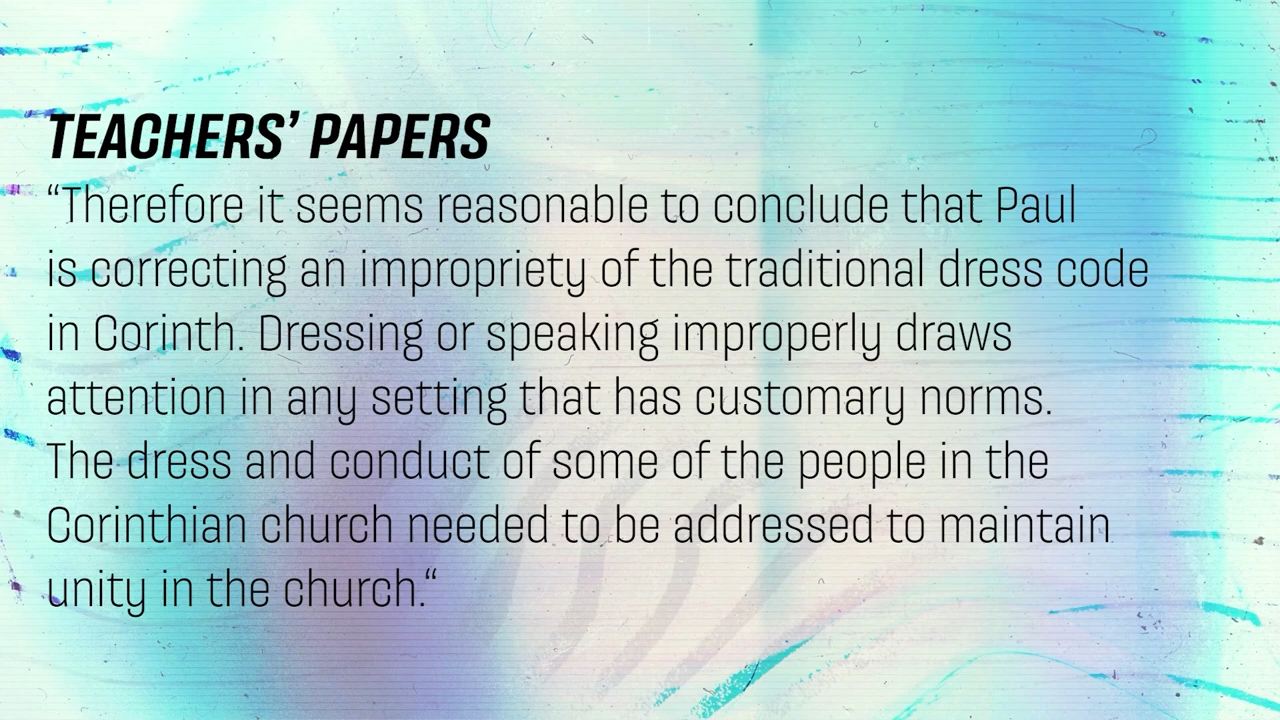 TEACHERS’ PAPERS
“Therefore it seems reasonable to conclude that Paul
is correcting an impropriety of the traditional dress code
in Corinth. Dressing or speaking improperly draws
attention in any setting that has customary norms.
The dress and conduct of some of the people in the
Corinthian church needed to be addressed to maintain
unity in the church.“